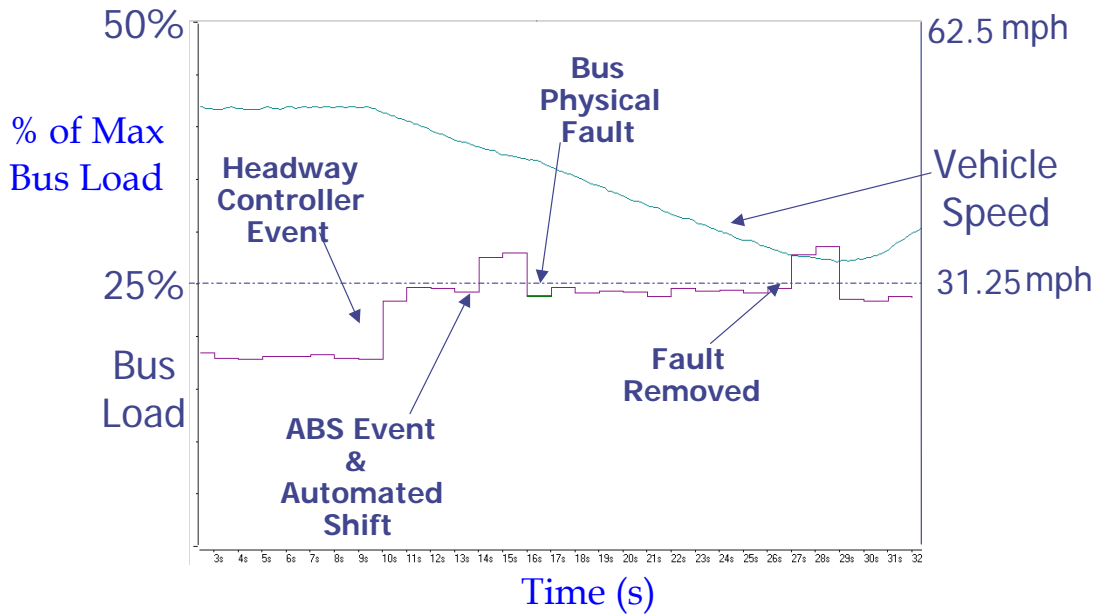 50%
62.5 mph
Bus
Physical
Fault
% of Max
Bus Load
Headway
Controller
Event
Vehicle
Speed
25%
31.25 mph
Bus
Load
Fault
Removed
ABS Event
&
Automated
Shift
3s 4s 5s 6s 7s 8s 9s 10s 11s 12s 13s 14s 15s 16s 17s 18s 19s 20s 21s 22s 23s 24s 25s 26s 27s 28s 29s 30s 31s 32
Time (s)